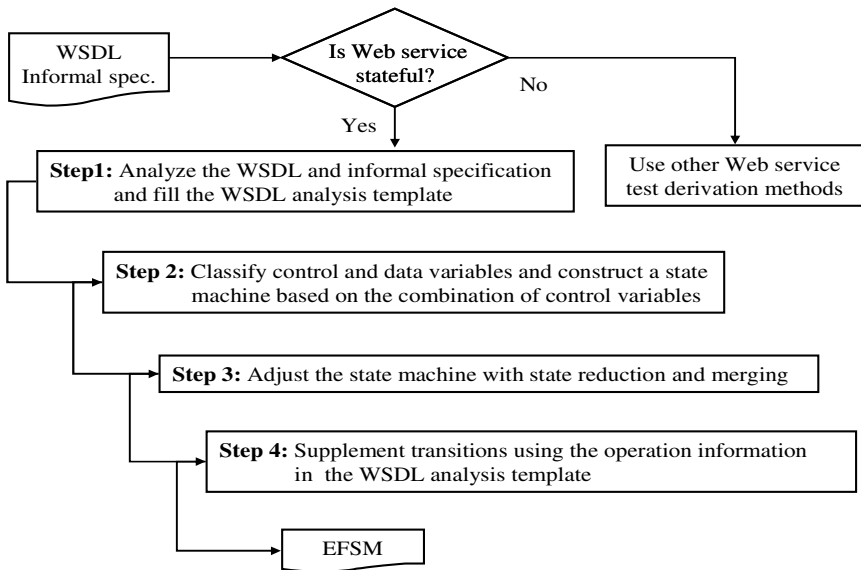 WSDL
Informal spec.
Is Web service
stateful?
No
Yes
Step1: Analyze the WSDL and informal specification
and fill the WSDL analysis template
Use other Web service
test derivation methods
Step 2: Classify control and data variables and construct a state
machine based on the combination of control variables
Step 3: Adjust the state machine with state reduction and merging
Step 4: Supplement transitions using the operation information
in the WSDL analysis template
EFSM